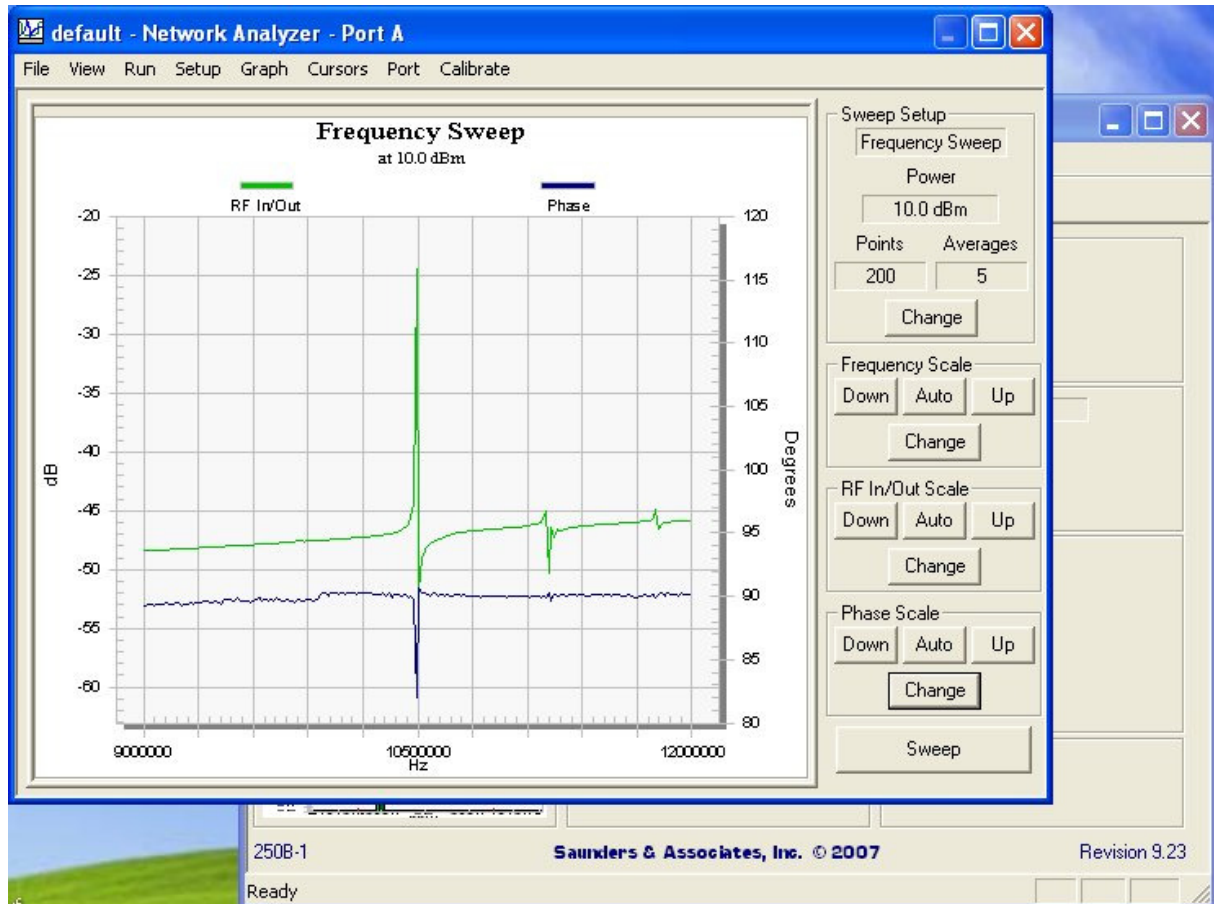 default - Network Analyzer - Port A
File View Run Setup Graph Cursors Port Calibrate
Frequency Sweep
at 10.0 dBm
RF In/Out
Phase
-20
-25
-30
-35
-40
-45
-50
-55
-60
dB
120
115
110
105
100
95
90
85
80
Degrees
9000000
10500000
12000000
Hz
Sweep Setup
Frequency Sweep
Power
10.0 dBm
Points Averages
200 5
Change
Frequency Scale
Down Auto Up
Change
RF In/Out Scale
Down Auto Up
Change
Phase Scale
Down Auto Up
Change
Sweep
250B-1
Saunders & Associates, Inc. © 2007
Revision 9.23
Ready